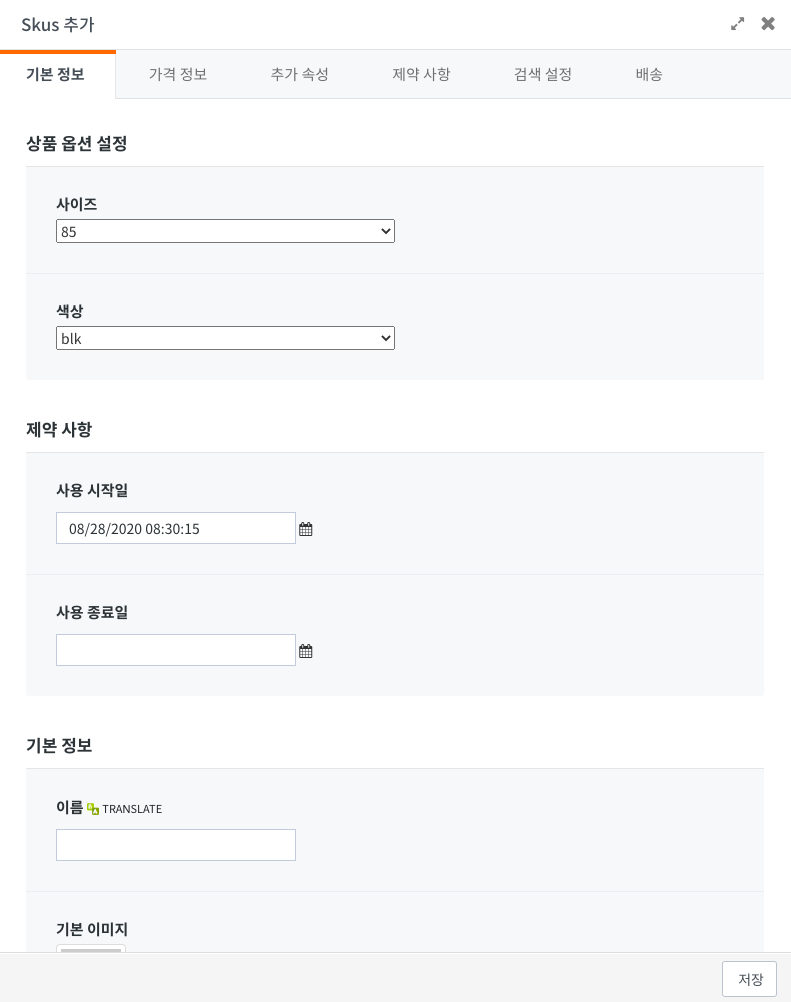 Skus 추가
기본 정보 가격 정보 추가 속성 제약 사항 검색 설정 배송
상품 옵션 설정
사이즈
85
색상
blk
제약 사항
사용 시작일
08/28/2020 08:30:15
사용 종료일
기본 정보
이름 TRANSLATE
기본 이미지
저장